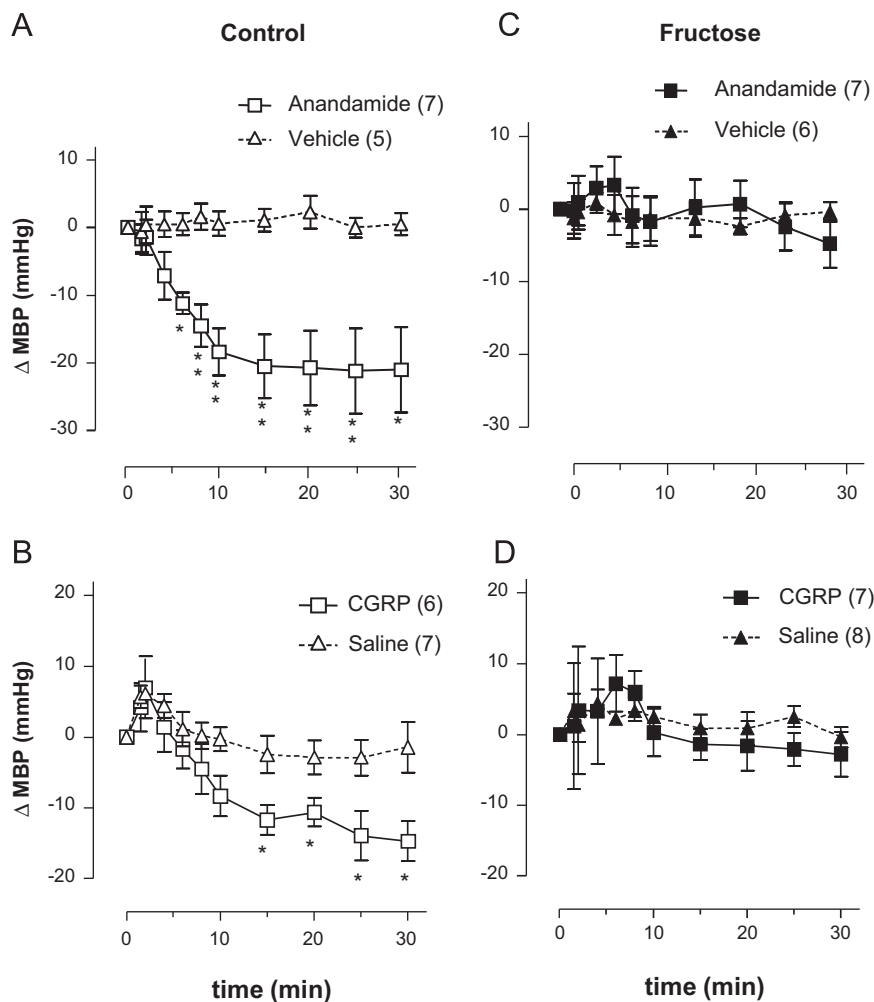 A
Control
Anandamide (7)
Vehicle (5)
10
0
-10
-20
-30
Δ MBP (mmHg)
*
* *
* *
* *
* *
* *
*
0 10 20 30
C
Fructose
Anandamide (7)
Vehicle (6)
10
0
-10
-20
-30
0 10 20 30
B
CGRP (6)
Saline (7)
20
10
0
-10
-20
Δ MBP (mmHg)
*
*
*
*
0 10 20 30
time (min)
D
CGRP (7)
Saline (8)
20
10
0
-10
-20
0 10 20 30
time (min)